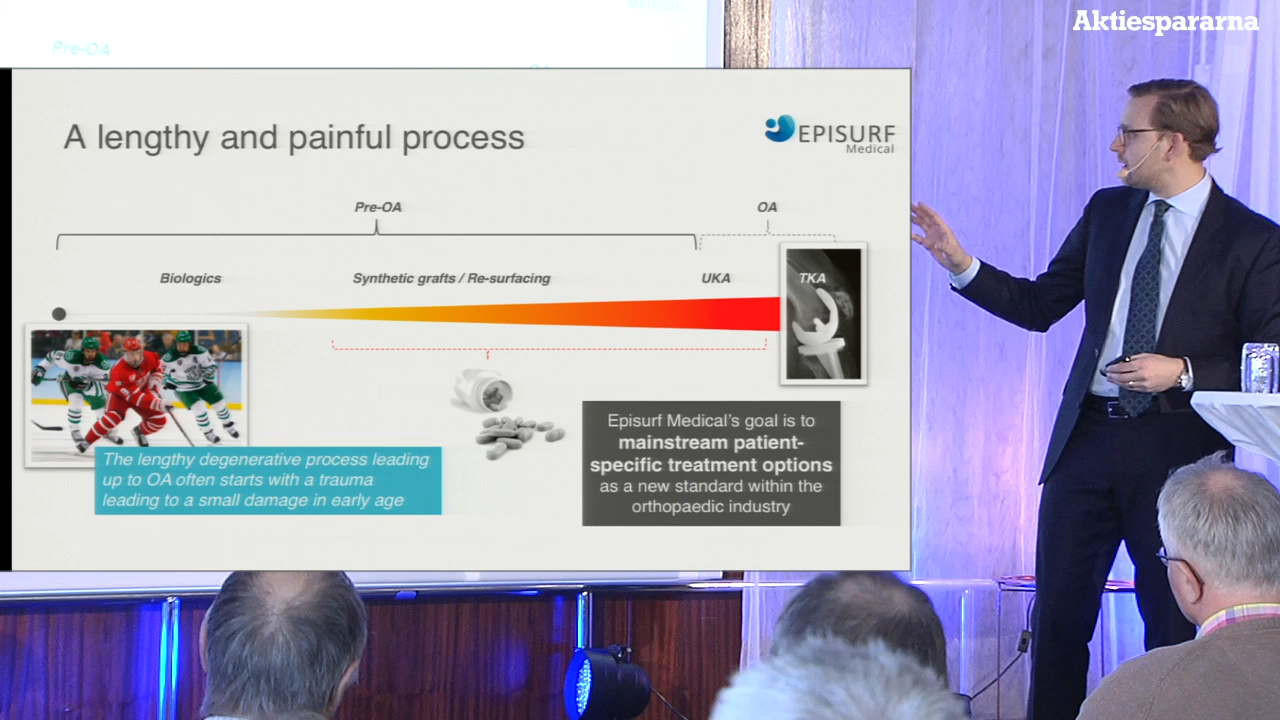 Aktiespararna
Pre-OA
A lengthy and painful process
EPISURF
Medical
Pre-OA
OA
Biologics
Synthetic grafts / Re-surfacing
UKA
TKA
The lengthy degenerative process leading
up to OA often starts with a trauma
leading to a small damage in early age
Episurf Medical's goal is to
mainstream patient-
specific treatment options
as a new standard within the
orthopaedic industry